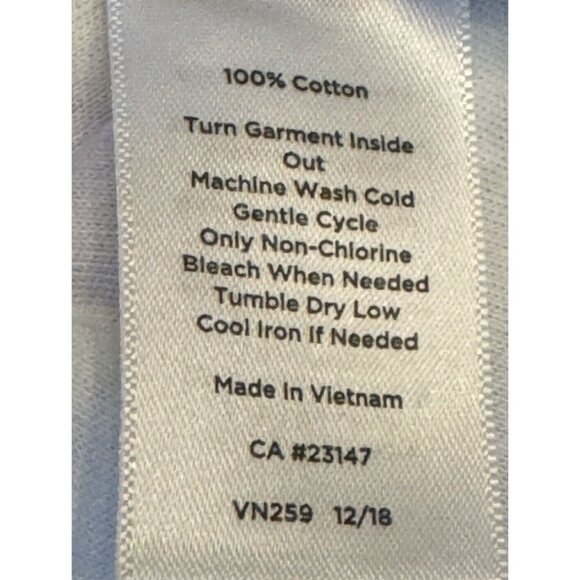 100% Cotton
Turn Garment Inside
Out
Machine Wash Cold
Gentle Cycle
Only Non-Chlorine
Bleach When Needed
Tumble Dry Low
Cool Iron If Needed
Made In Vietnam
CA #23147
VN259 12/18